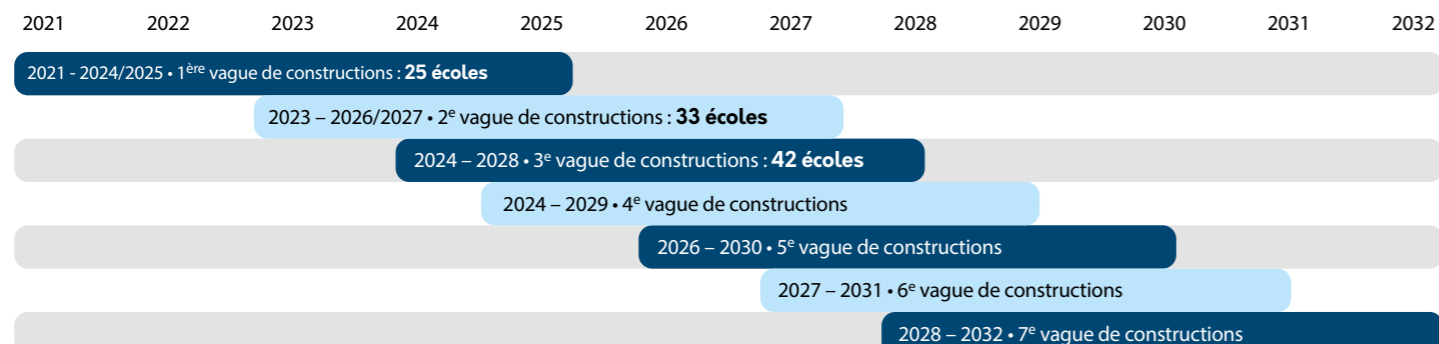 2021 2022 2023 2024 2025 2026 2027 2028 2029 2030 2031 2032
2021 - 2024/2025 • 1ère vague de constructions : 25 écoles
2023 – 2026/2027 • 2e vague de constructions : 33 écoles
2024 – 2028 • 3e vague de constructions : 42 écoles
2024 – 2029 • 4e vague de constructions
2026 – 2030 • 5e vague de constructions
2027 – 2031 • 6e vague de constructions
2028 – 2032 • 7e vague de constructions